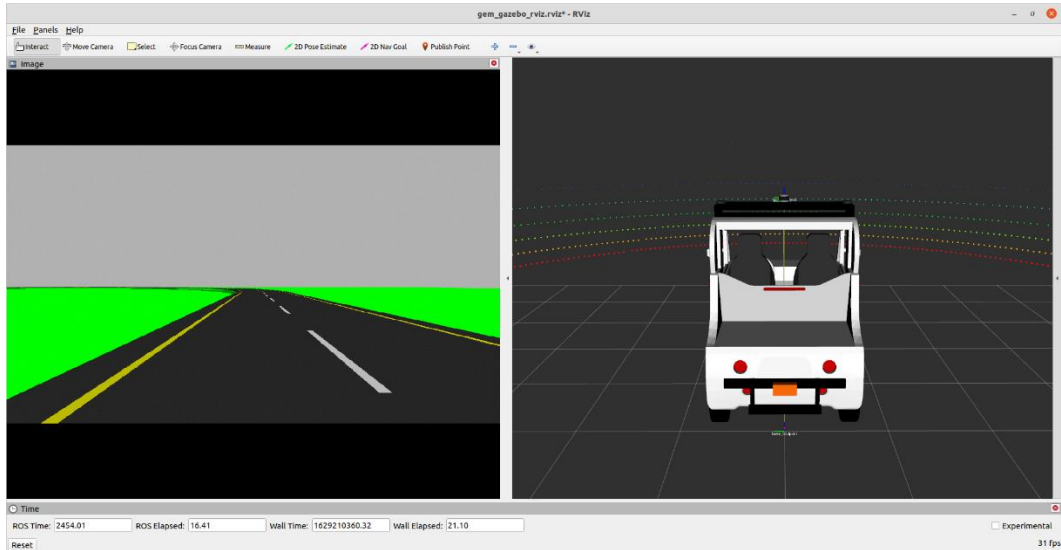 gem_gazebo_rviz.rviz* - RViz
File Panels Help
Interact Move Camera Select Focus Camera Measure 2D Pose Estimate 2D Nav Goal Publish Point
Image
Time
ROS Time: 2454.01 ROS Elapsed: 16.41 Wall Time: 1629210360.32 Wall Elapsed: 21.10 Experimental
Reset 31 fps